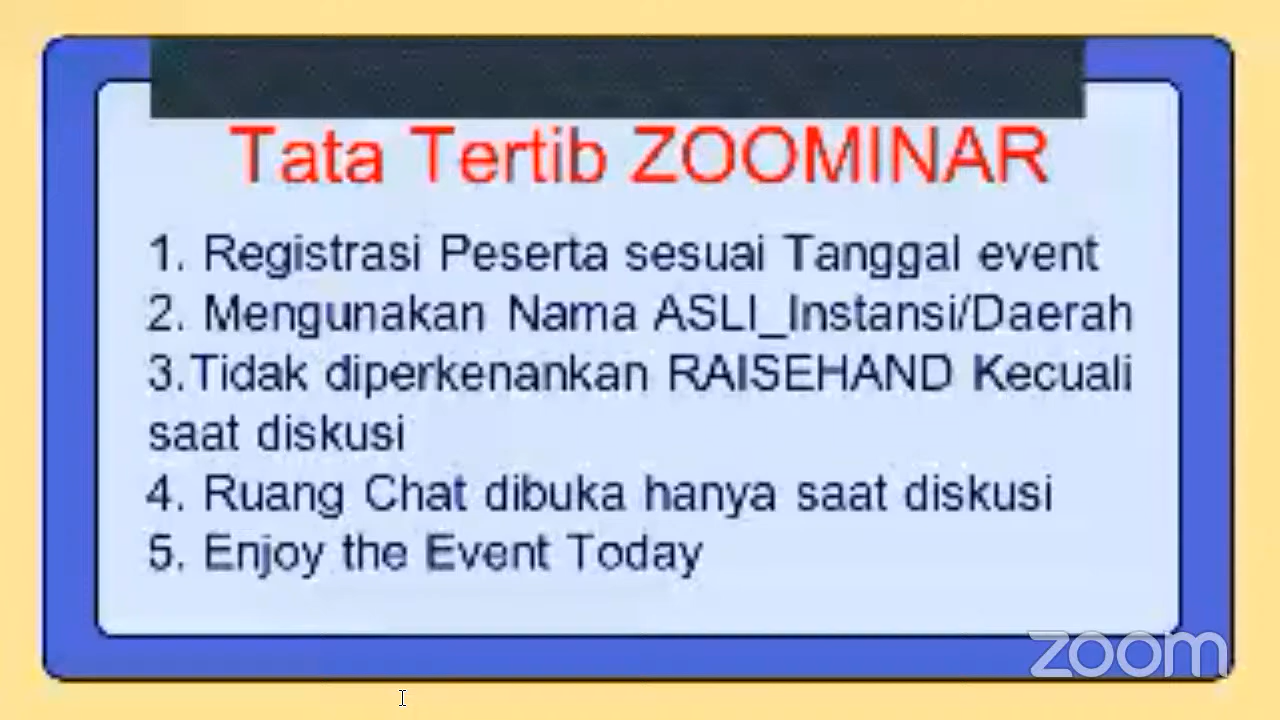 Tata Tertib ZOOMINAR
1. Registrasi Peserta sesuai Tanggal event
2. Mengunakan Nama ASLI_Instansi/Daerah
3.Tidak diperkenankan RAISEHAND Kecuali
saat diskusi
4. Ruang Chat dibuka hanya saat diskusi
5. Enjoy the Event Today
zoom